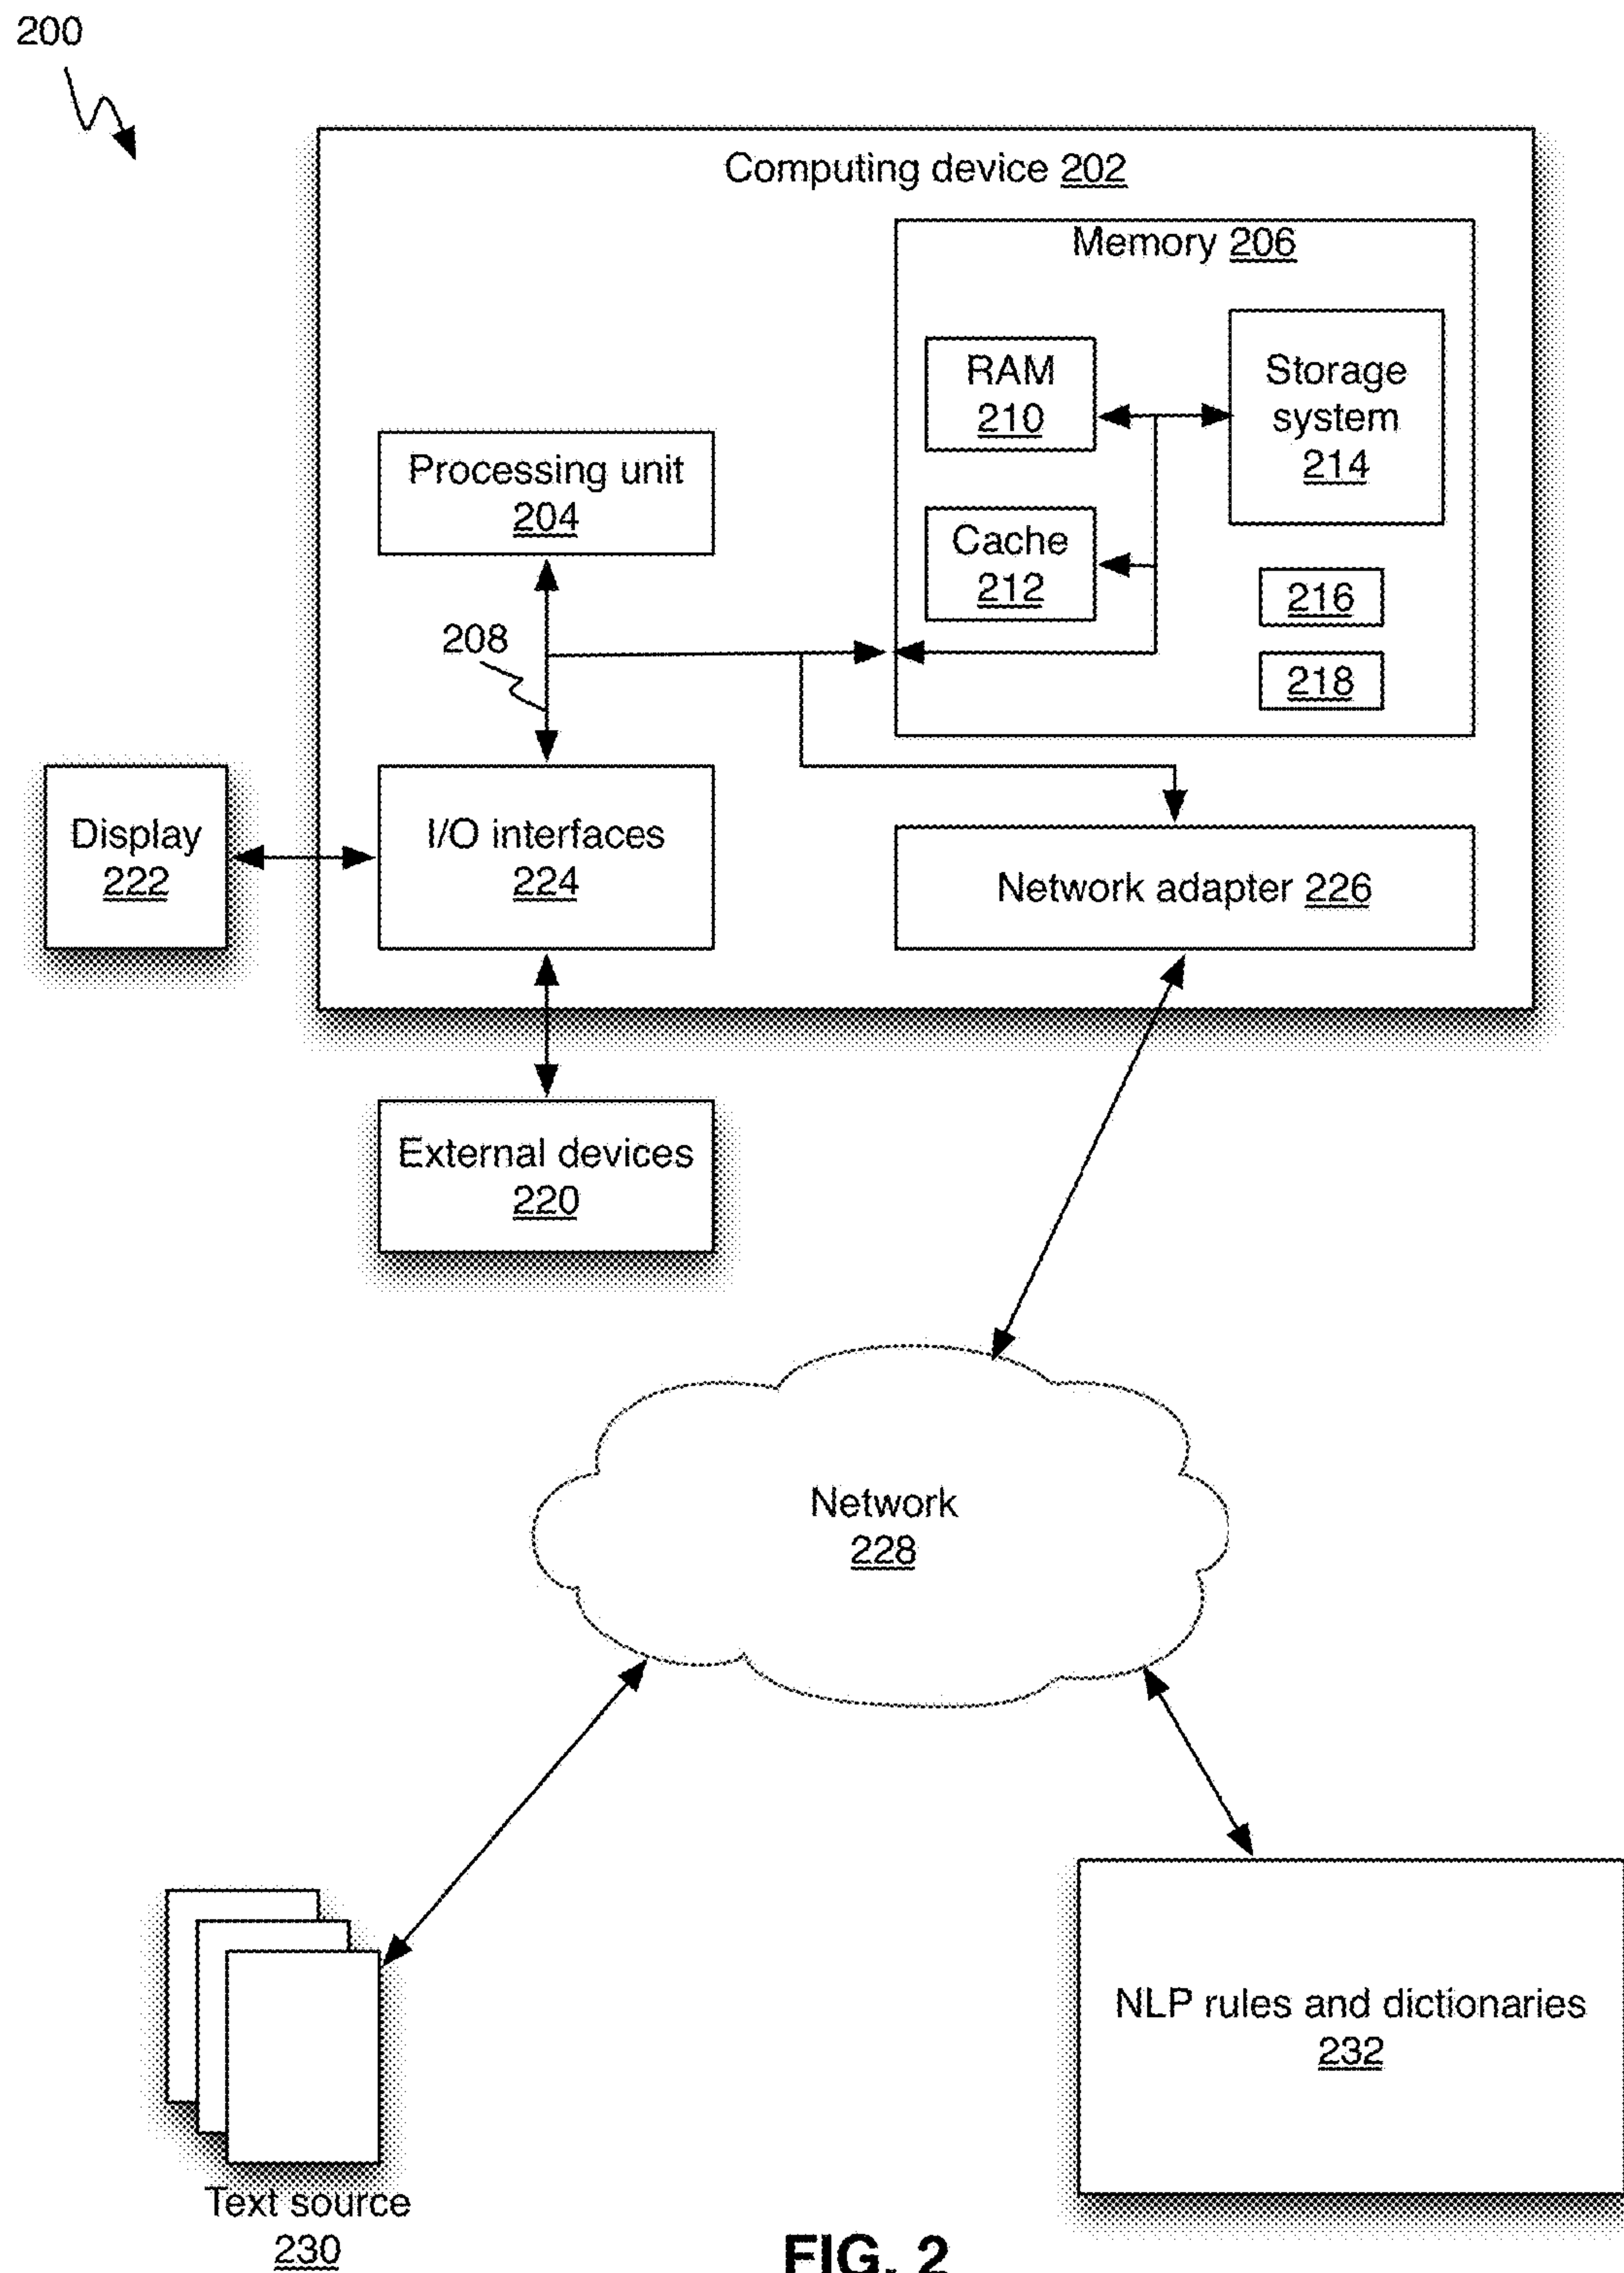 200
Computing device 202
Memory 206
RAM
210
Storage
system
214
Processing unit
204
Cache
212
216
208
218
Display
222
I/O interfaces
224
Network adapter 226
External devices
220
Network
228
NLP rules and dictionaries
232
Text source
230
FIG. 2